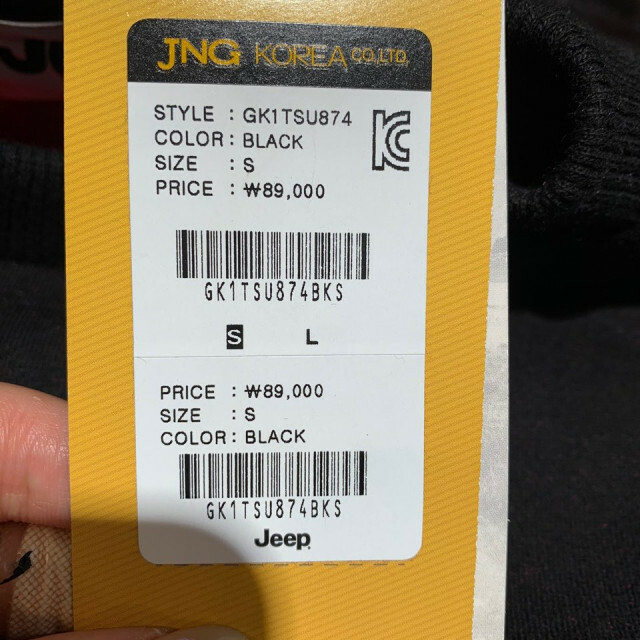 JNG KOREA CO.,LTD.
STYLE : GK1TSU874
COLOR : BLACK
SIZE : S
PRICE : ₩89,000
GK1TSU874BKS
S L
PRICE : ₩89,000
SIZE : S
COLOR : BLACK
GK1TSU874BKS
Jeep